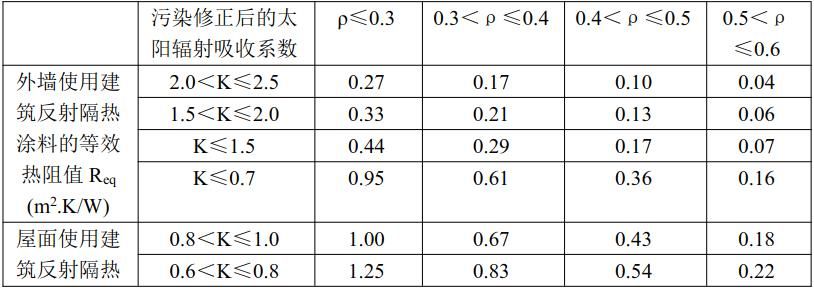 污染修正后的太阳辐射吸收系数 ρ≤0.3 0.3<ρ≤0.4 0.4<ρ≤0.5 0.5<ρ≤0.6
外墙使用建筑反射隔热涂料的等效热阻值 Req (m².K/W)
2.0<K≤2.5 0.27 0.17 0.10 0.04
1.5<K≤2.0 0.33 0.21 0.13 0.06
K≤1.5 0.44 0.29 0.17 0.07
K≤0.7 0.95 0.61 0.36 0.16
屋面使用建筑反射隔热
0.8<K≤1.0 1.00 0.67 0.43 0.18
0.6<K≤0.8 1.25 0.83 0.54 0.22